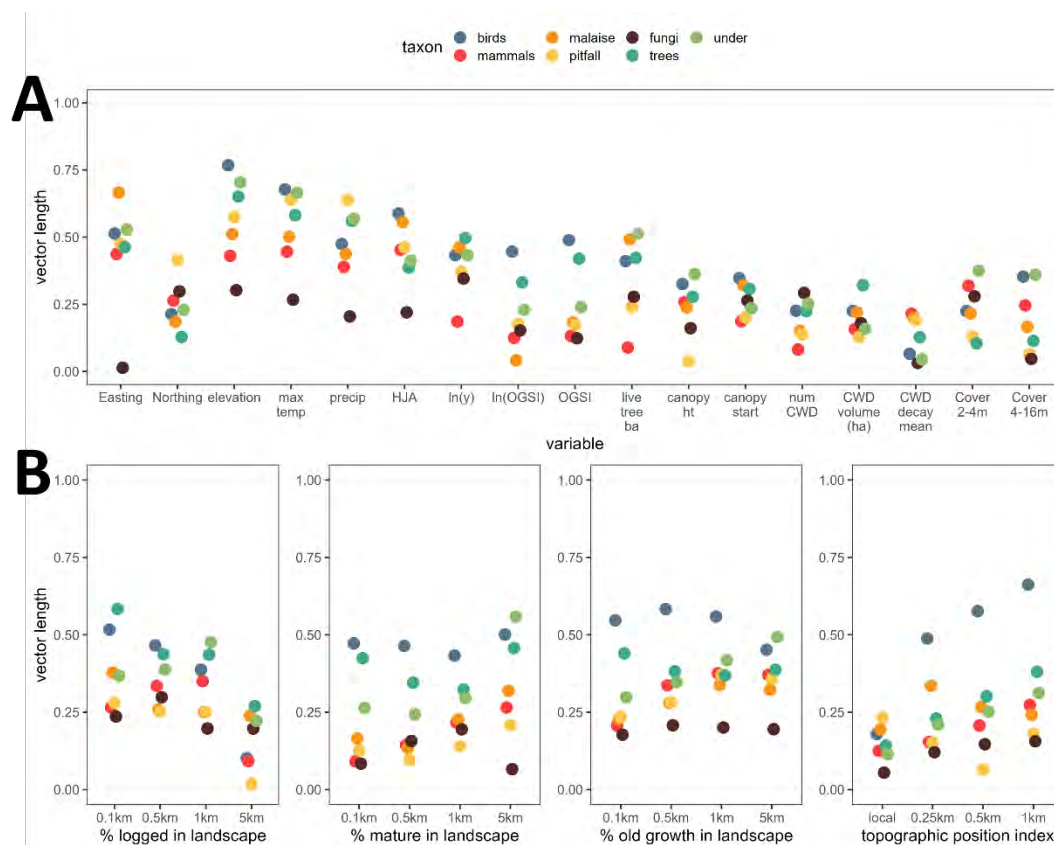 taxon birds malaise fungi under
mammals pitfall trees
A
1.00
0.75
0.50
0.25
0.00
vector length
Easting Northing elevation max temp precip HJA ln(y) ln(OGSI) OGSI live tree ba canopy ht canopy start num CWD CWD volume (ha) CWD decay mean Cover 2-4m Cover 4-16m
variable
B
1.00 1.00 1.00 1.00
0.75 0.75 0.75 0.75
0.50 0.50 0.50 0.50
0.25 0.25 0.25 0.25
0.00 0.00 0.00 0.00
vector length
0.1km 0.5km 1km 5km 0.1km 0.5km 1km 5km 0.1km 0.5km 1km 5km local 0.25km 0.5km 1km
% logged in landscape % mature in landscape % old growth in landscape topographic position index